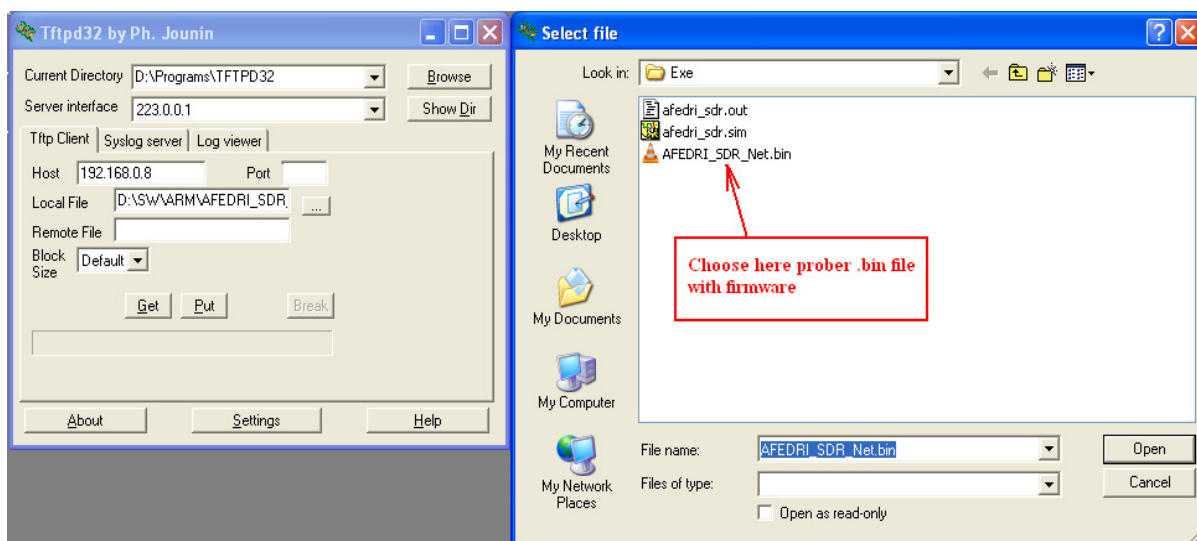 Tftpd32 by Ph. Jounin
Current Directory D:\Programs\TFTPD32 Browse
Server interface 223.0.0.1 Show Dir
Tftp Client Syslog server Log viewer
Host 192.168.0.8 Port
Local File D:\SW\ARM\AFEDRI_SDR_ ...
Remote File
Block
Size Default
Get Put Break
About Settings Help
Select file
Look in: Exe
My Recent
Documents
Desktop
My Documents
My Computer
My Network
Places
afedri_sdr.out
afedri_sdr.sim
AFEDRI_SDR_Net.bin
Choose here prober .bin file
with firmware
File name: AFEDRI_SDR_Net.bin Open
Files of type: Cancel
Open as read-only